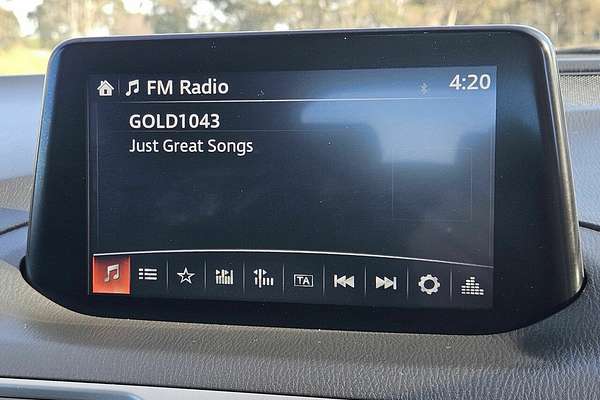 FM Radio
4:20
GOLD1043
Just Great Songs
TA